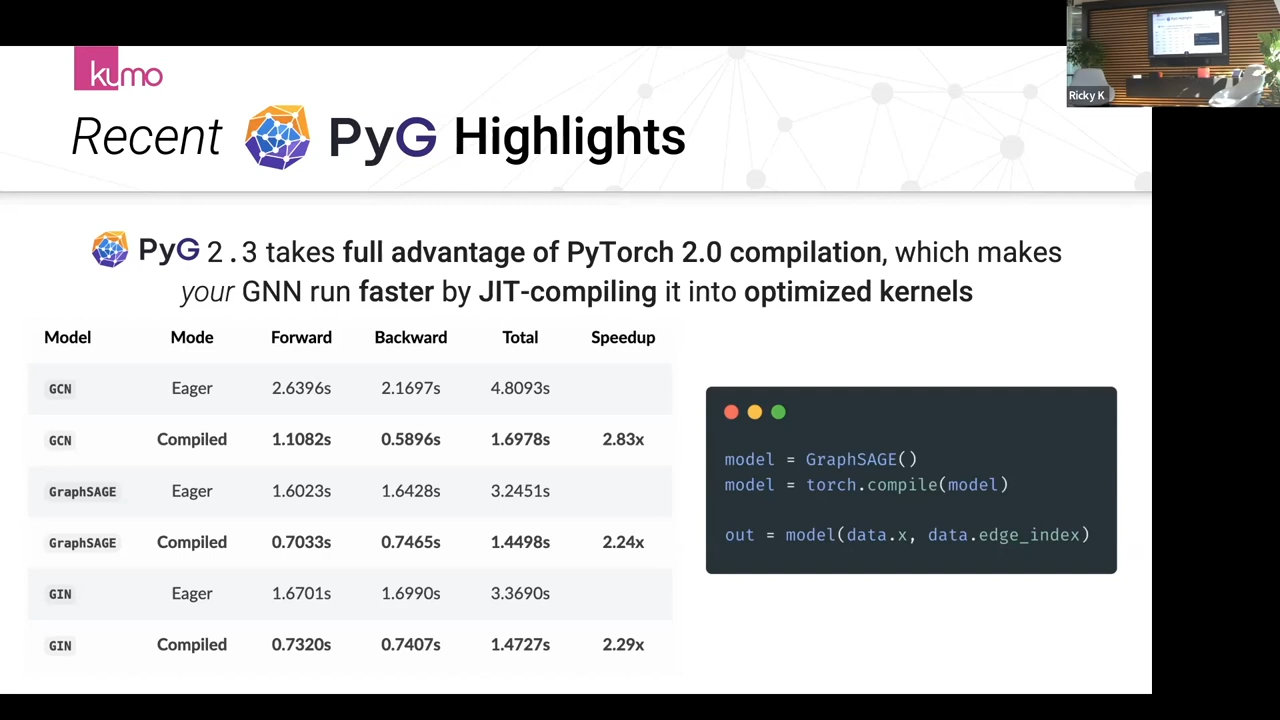 kumo
Ricky K
Recent PyG Highlights
PyG 2.3 takes full advantage of PyTorch 2.0 compilation, which makes
your GNN run faster by JIT-compiling it into optimized kernels
Model Mode Forward Backward Total Speedup
GCN Eager 2.6396s 2.1697s 4.8093s
GCN Compiled 1.1082s 0.5896s 1.6978s 2.83x
GraphSAGE Eager 1.6023s 1.6428s 3.2451s
GraphSAGE Compiled 0.7033s 0.7465s 1.4498s 2.24x
GIN Eager 1.6701s 1.6990s 3.3690s
GIN Compiled 0.7320s 0.7407s 1.4727s 2.29x
model = GraphSAGE()
model = torch.compile(model)
out = model(data.x, data.edge_index)